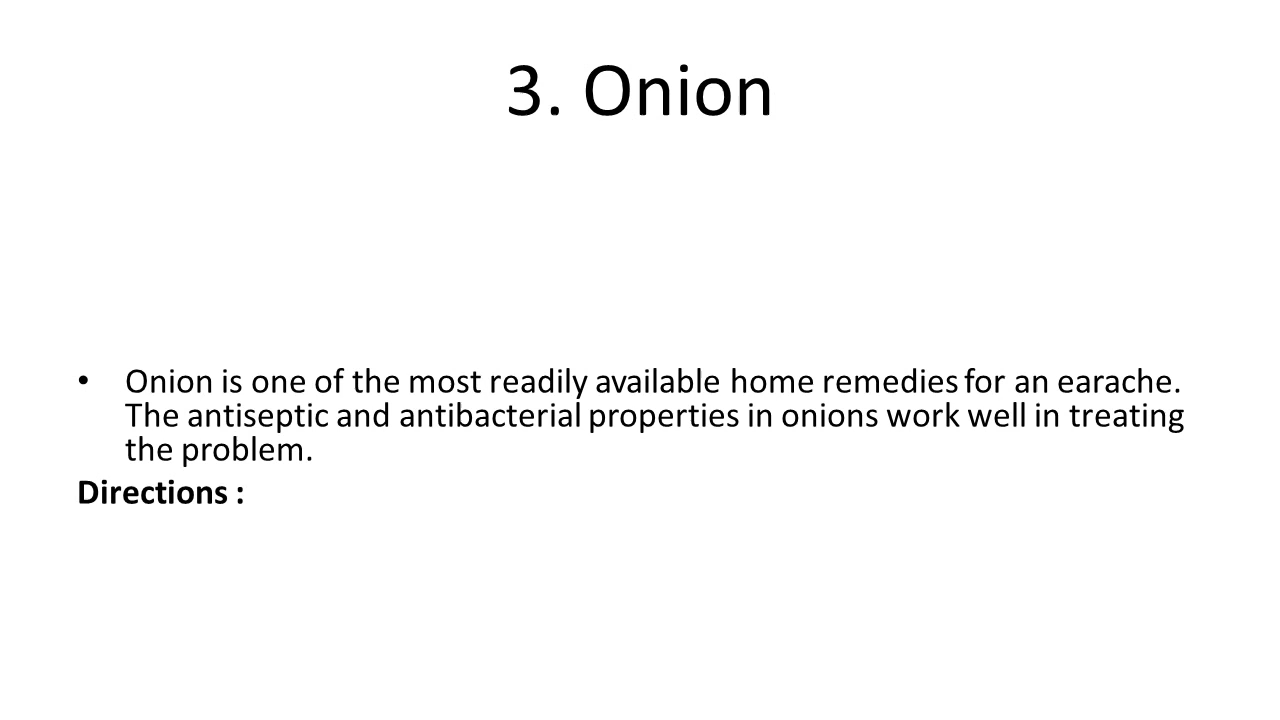 3. Onion
• Onion is one of the most readily available home remedies for an earache.
The antiseptic and antibacterial properties in onions work well in treating
the problem.
Directions :